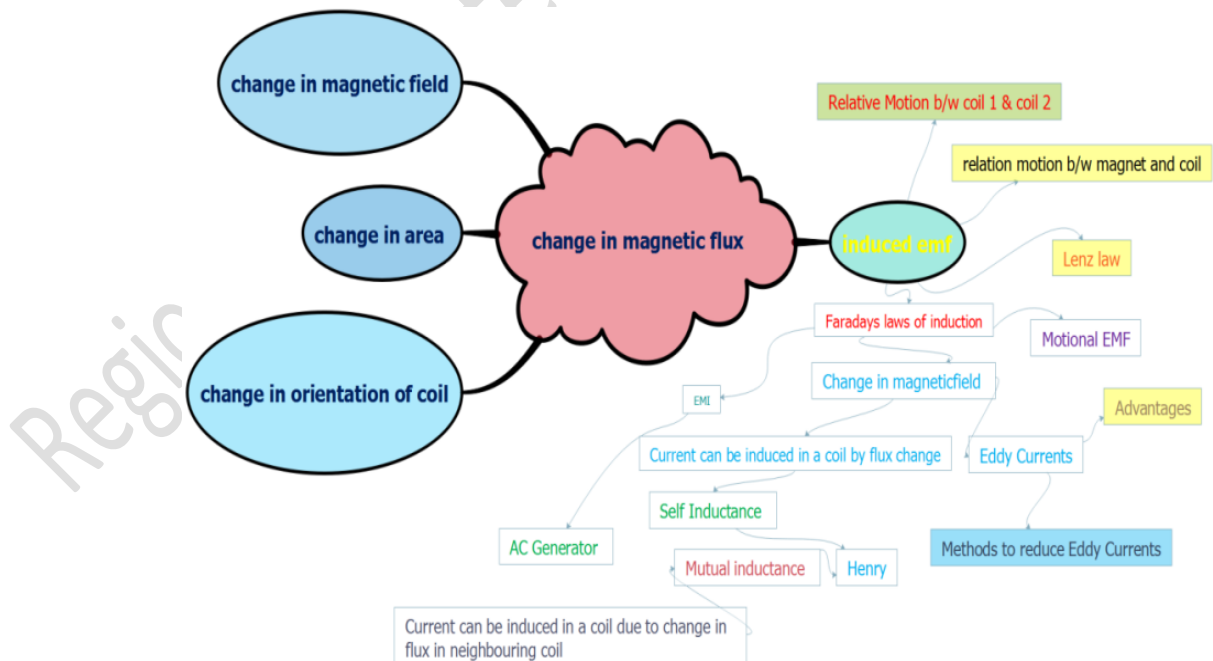 change in magnetic field
Relative Motion b/w coil 1 & coil 2
relation motion b/w magnet and coil
change in area
change in magnetic flux
induced emf
Lenz law
Faradays laws of induction
Motional EMF
change in orientation of coil
Change in magneticfield
EMI
Advantages
Current can be induced in a coil by flux change
Eddy Currents
Self Inductance
AC Generator
Methods to reduce Eddy Currents
Mutual inductance
Henry
Current can be induced in a coil due to change in
flux in neighbouring coil